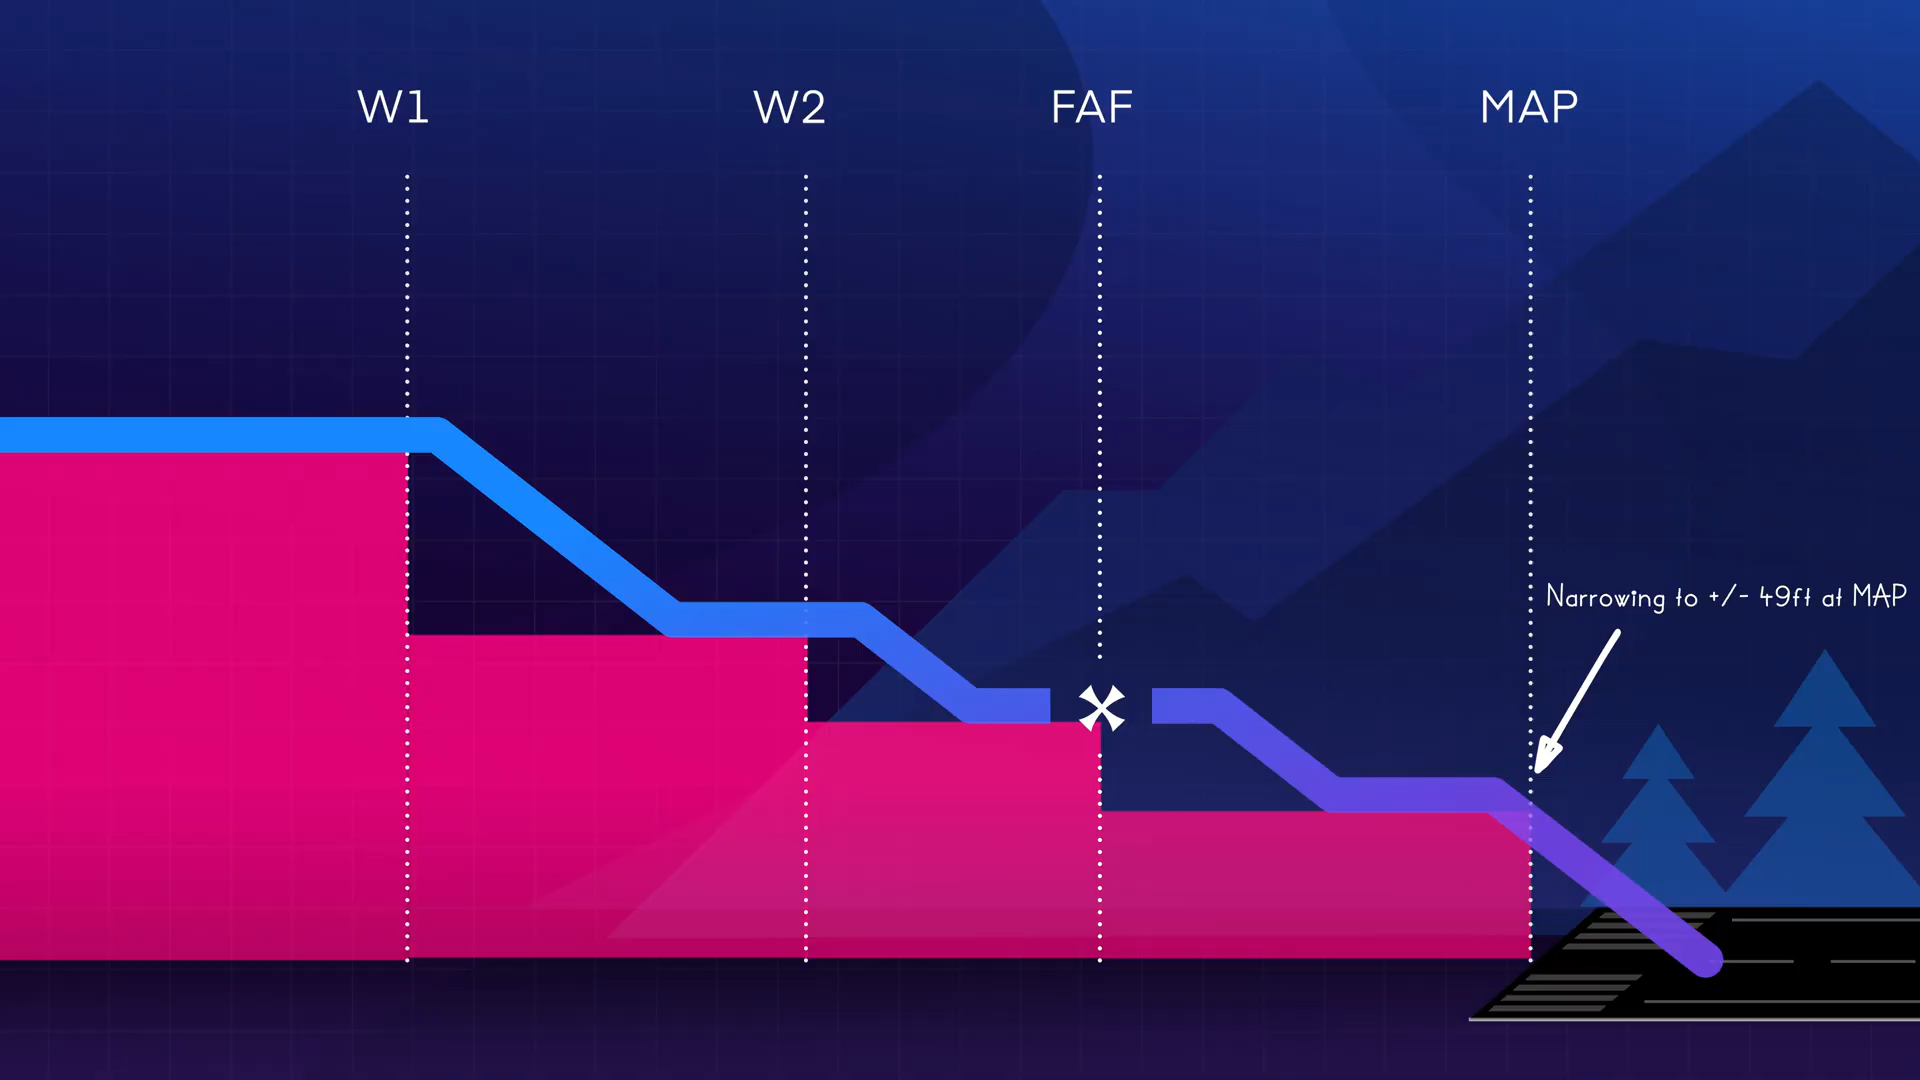 W1
W2
FAF
MAP
Narrowing to +/- 49ft at MAP